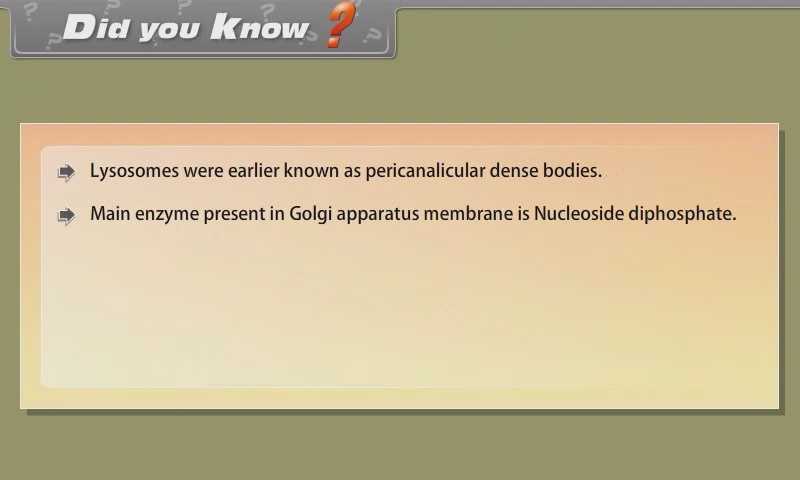 Did you Know ?
Lysosomes were earlier known as pericanalicular dense bodies.
Main enzyme present in Golgi apparatus membrane is Nucleoside diphosphate.